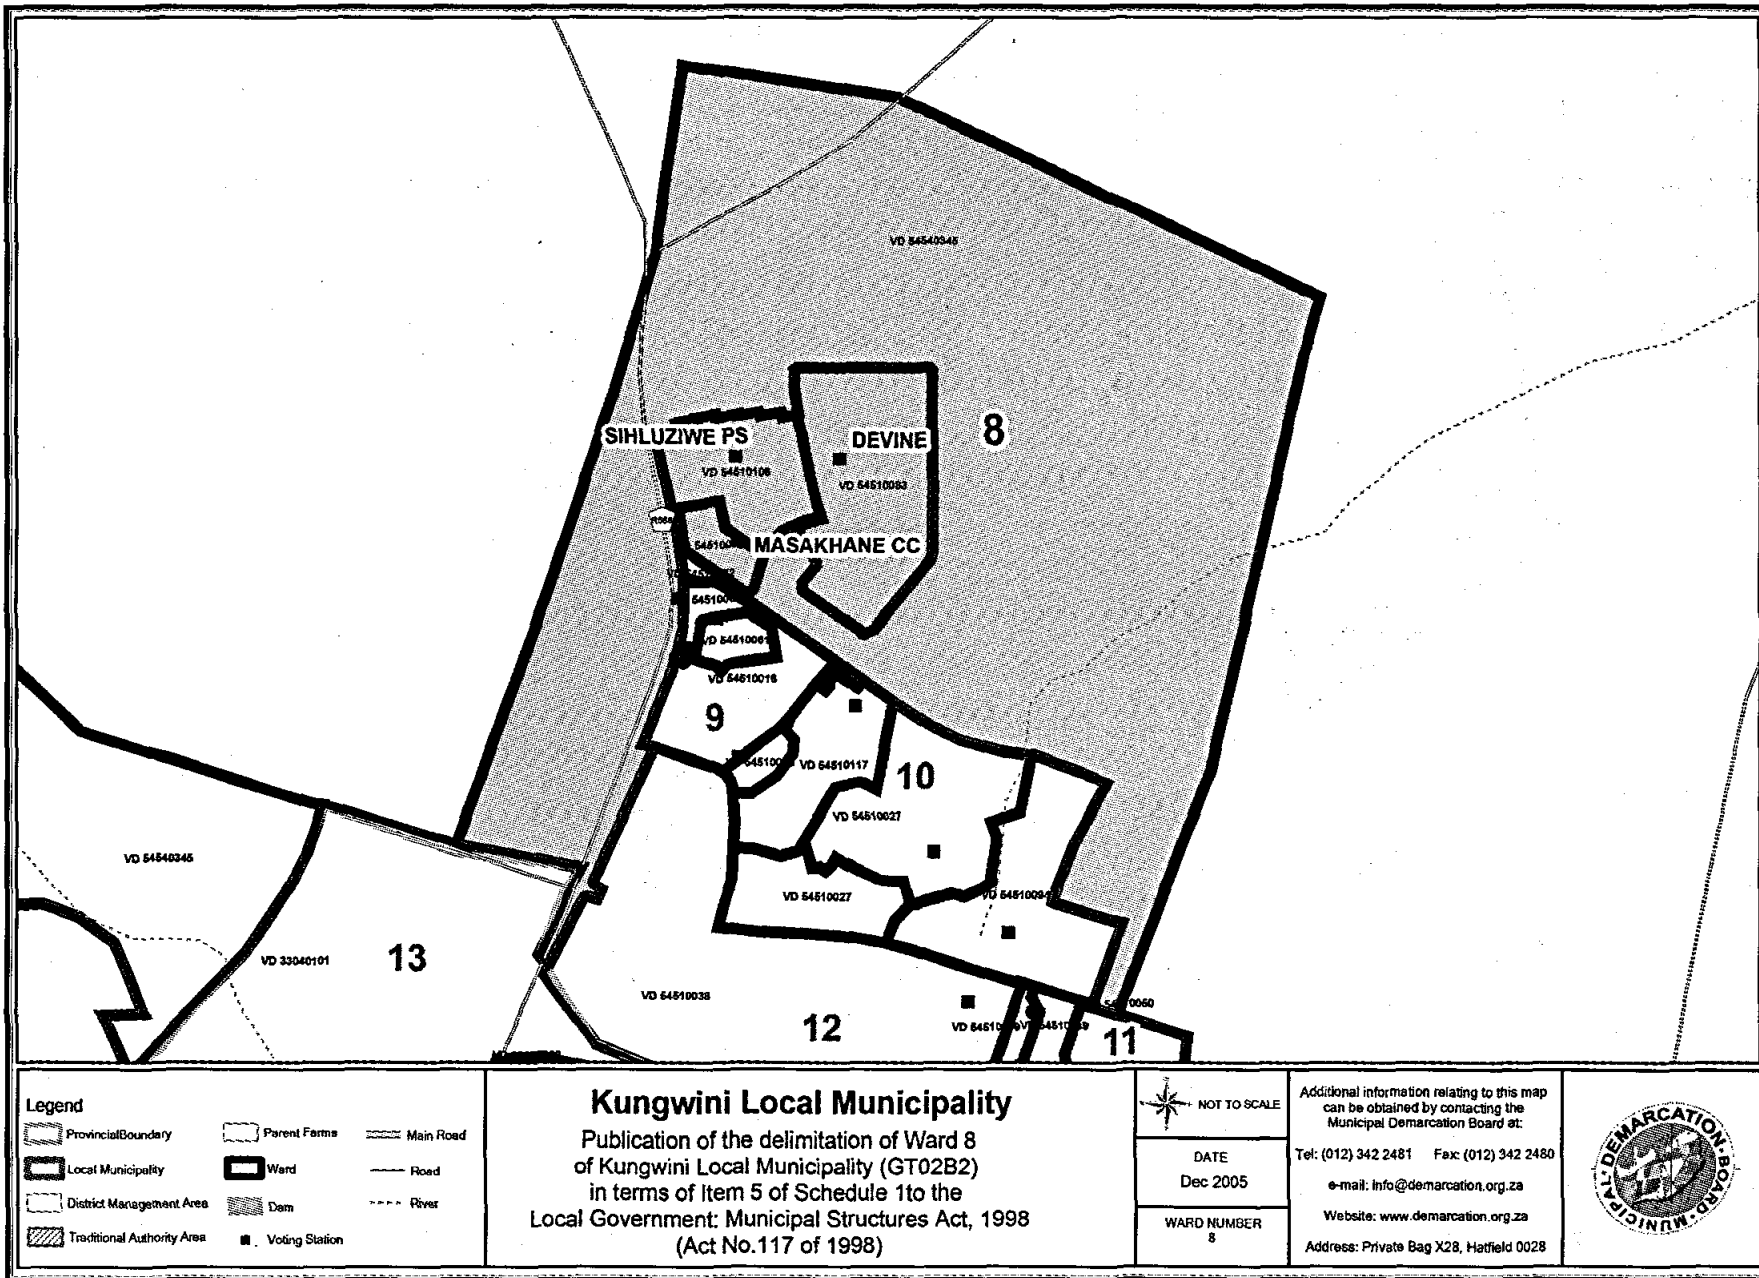 VD 54540345
8
SIHLUZIWE PS
DEVINE
VD 54510106
VD 54510083
MASAKHANE CC
VD 54510061
VD 54510016
9
VD 54510117
10
VD 54510027
VD 54540345
VD 54510027
VD 54510094
13
VD 33040101
VD 54510038
12
11
Legend
ProvincialBoundary
Parent Farms
Main Road
Local Municipality
Ward
Road
District Management Area
Dam
River
Traditional Authority Area
Voting Station
Kungwini Local Municipality
Publication of the delimitation of Ward 8
of Kungwini Local Municipality (GT02B2)
in terms of Item 5 of Schedule 1to the
Local Government: Municipal Structures Act, 1998
(Act No.117 of 1998)
NOT TO SCALE
DATE
Dec 2005
WARD NUMBER
8
Additional information relating to this map
can be obtained by contacting the
Municipal Demarcation Board at:
Tel: (012) 342 2481 Fax: (012) 342 2480
e-mail: info@demarcation.org.za
Website: www.demarcation.org.za
Address: Private Bag X28, Hatfield 0028
MUNICIPAL DEMARCATION BOARD